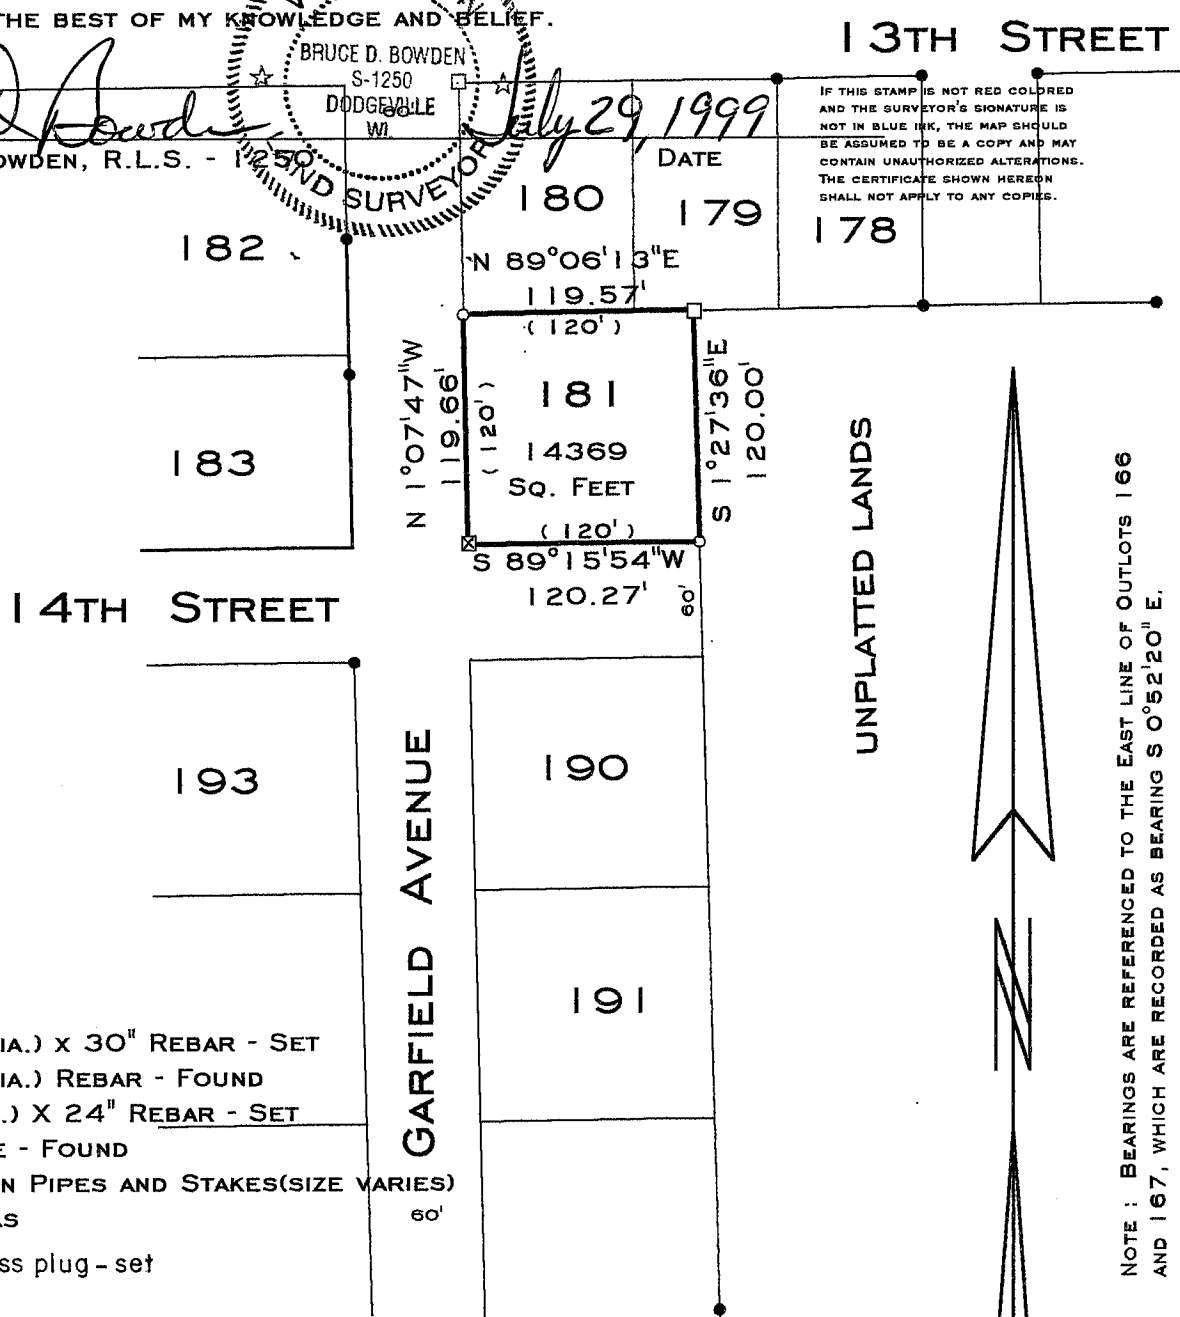 THE BEST OF MY KNOWLEDGE AND BELIEF.
13TH STREET
BRUCE D. BOWDEN
S-1250
DODGEVILLE
WI.
60'
LAND SURVEYOR
July 29, 1999
OWDEN, R.L.S. - 1250
DATE
IF THIS STAMP IS NOT RED COLORED
AND THE SURVEYOR'S SIGNATURE IS
NOT IN BLUE INK, THE MAP SHOULD
BE ASSUMED TO BE A COPY AND MAY
CONTAIN UNAUTHORIZED ALTERATIONS.
THE CERTIFICATE SHOWN HEREON
SHALL NOT APPLY TO ANY COPIES.
180
179
178
182
N 89°06'13"E
119.57'
(120')
N 1°07'47"W
119.66'
(120')
181
14369
SQ. FEET
(120')
S 1°27'36"E
120.00'
183
S 89°15'54"W
120.27'
60'
14TH STREET
UNPLATTED LANDS
193
190
GARFIELD AVENUE
191
N
NOTE : BEARINGS ARE REFERENCED TO THE EAST LINE OF OUTLOTS 166
AND 167, WHICH ARE RECORDED AS BEARING S 0°52'20" E.
IA.) X 30" REBAR - SET
IA.) REBAR - FOUND
.) X 24" REBAR - SET
E - FOUND
N PIPES AND STAKES(SIZE VARIES)
AS
60'
ss plug - set